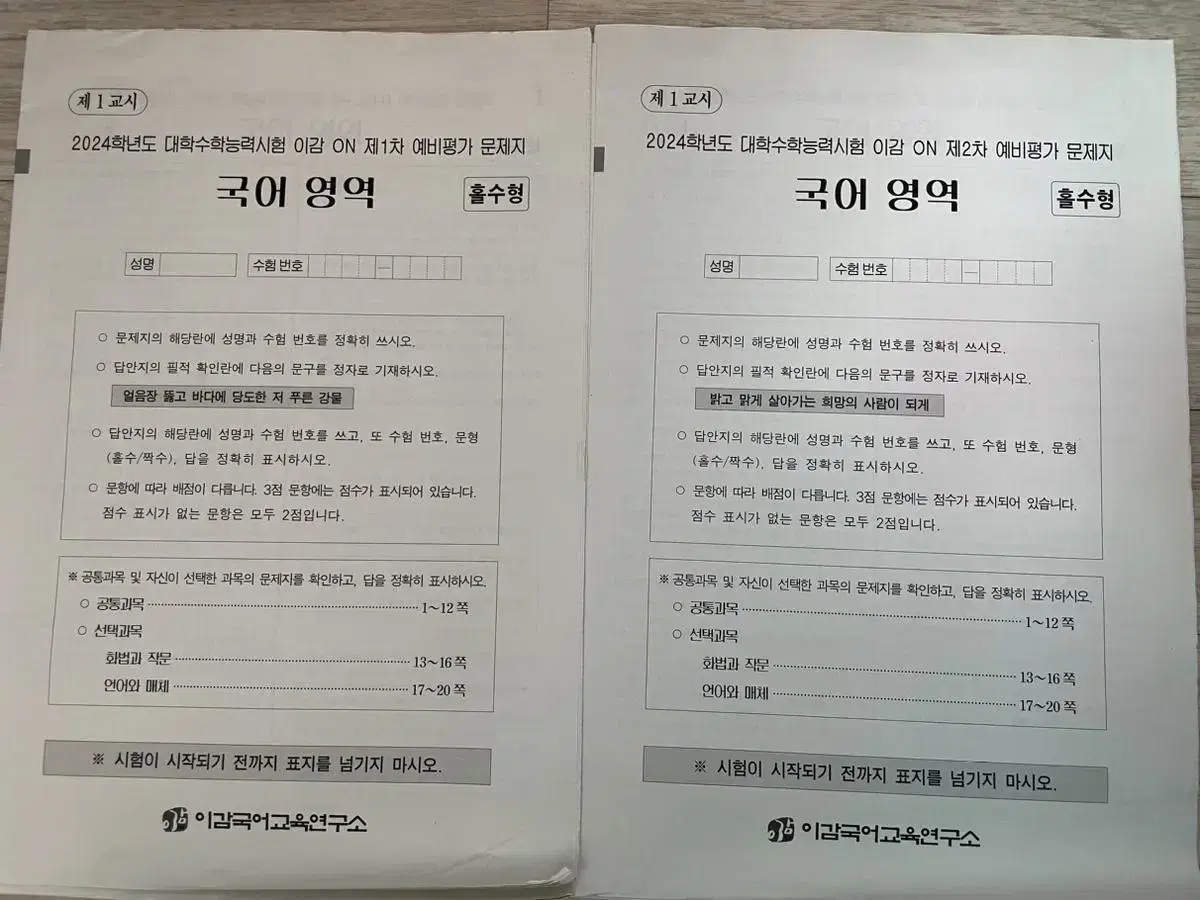 제 1 교시
2024학년도 대학수학능력시험 이감 ON 제1차 예비평가 문제지
국어 영역
홀수형
성명
수험 번호 —
○ 문제지의 해당란에 성명과 수험 번호를 정확히 쓰시오.
○ 답안지의 필적 확인란에 다음의 문구를 정자로 기재하시오.
얼음장 뚫고 바다에 당도한 저 푸른 강물
○ 답안지의 해당란에 성명과 수험 번호를 쓰고, 또 수험 번호, 문형
(홀수/짝수), 답을 정확히 표시하시오.
○ 문항에 따라 배점이 다릅니다. 3점 문항에는 점수가 표시되어 있습니다.
점수 표시가 없는 문항은 모두 2점입니다.
※ 공통과목 및 자신이 선택한 과목의 문제지를 확인하고, 답을 정확히 표시하시오.
○ 공통과목 ························ 1~12 쪽
○ 선택과목
화법과 작문 ························ 13~16 쪽
언어와 매체 ························ 17~20 쪽
※ 시험이 시작되기 전까지 표지를 넘기지 마시오.
이감 이감국어교육연구소
제 1 교시
2024학년도 대학수학능력시험 이감 ON 제2차 예비평가 문제지
국어 영역
홀수형
성명
수험 번호 —
○ 문제지의 해당란에 성명과 수험 번호를 정확히 쓰시오.
○ 답안지의 필적 확인란에 다음의 문구를 정자로 기재하시오.
밝고 맑게 살아가는 희망의 사람이 되게
○ 답안지의 해당란에 성명과 수험 번호를 쓰고, 또 수험 번호, 문형
(홀수/짝수), 답을 정확히 표시하시오.
○ 문항에 따라 배점이 다릅니다. 3점 문항에는 점수가 표시되어 있습니다.
점수 표시가 없는 문항은 모두 2점입니다.
※ 공통과목 및 자신이 선택한 과목의 문제지를 확인하고, 답을 정확히 표시하시오.
○ 공통과목 ························ 1~12 쪽
○ 선택과목
화법과 작문 ························ 13~16 쪽
언어와 매체 ························ 17~20 쪽
※ 시험이 시작되기 전까지 표지를 넘기지 마시오.
이감 이감국어교육연구소